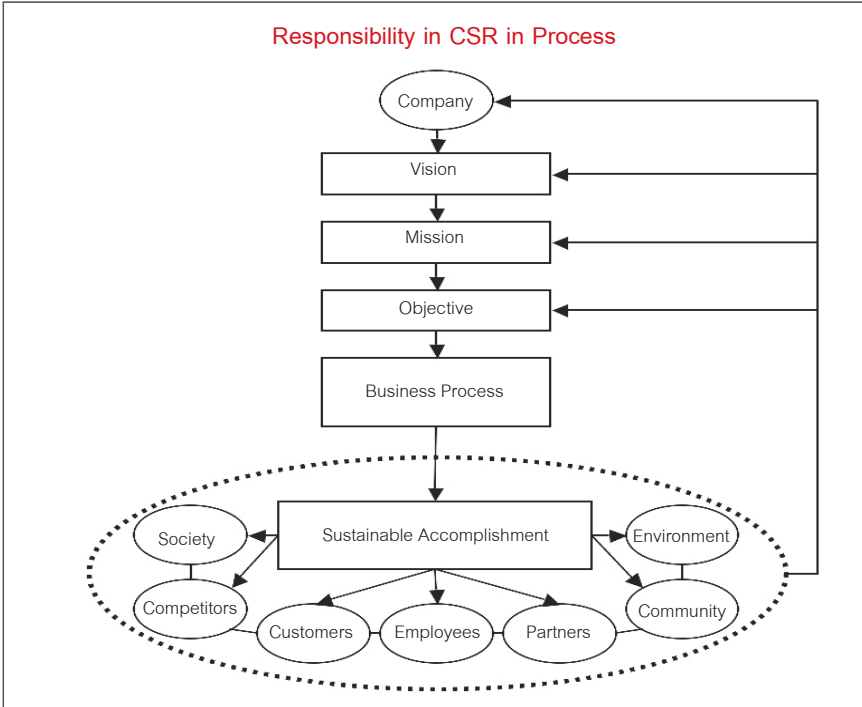 Responsibility in CSR in Process
Company
Vision
Mission
Objective
Business Process
Sustainable Accomplishment
Society
Environment
Competitors
Community
Customers
Employees
Partners